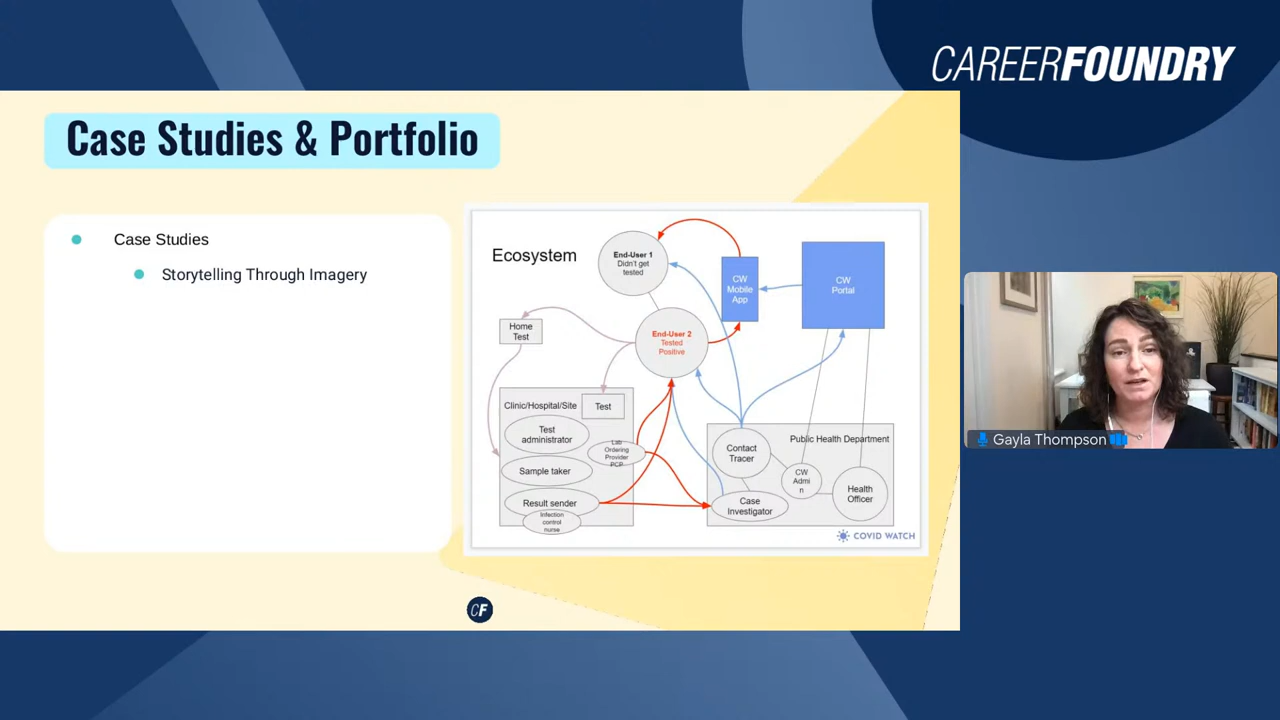 CAREERFOUNDRY
Case Studies & Portfolio
Case Studies
Storytelling Through Imagery
Ecosystem
End-User 1
Didn't get
tested
CW
Mobile
App
CW
Portal
Home
Test
End-User 2
Tested
Positive
Clinic/Hospital/Site
Test
Test
administrator
Lab
Ordering
Provider
PCP
Sample taker
Result sender
Infection
control
nurse
Public Health Department
Contact
Tracer
CW
Admi
n
Health
Officer
Case
Investigator
COVID WATCH
Gayla Thompson
CF